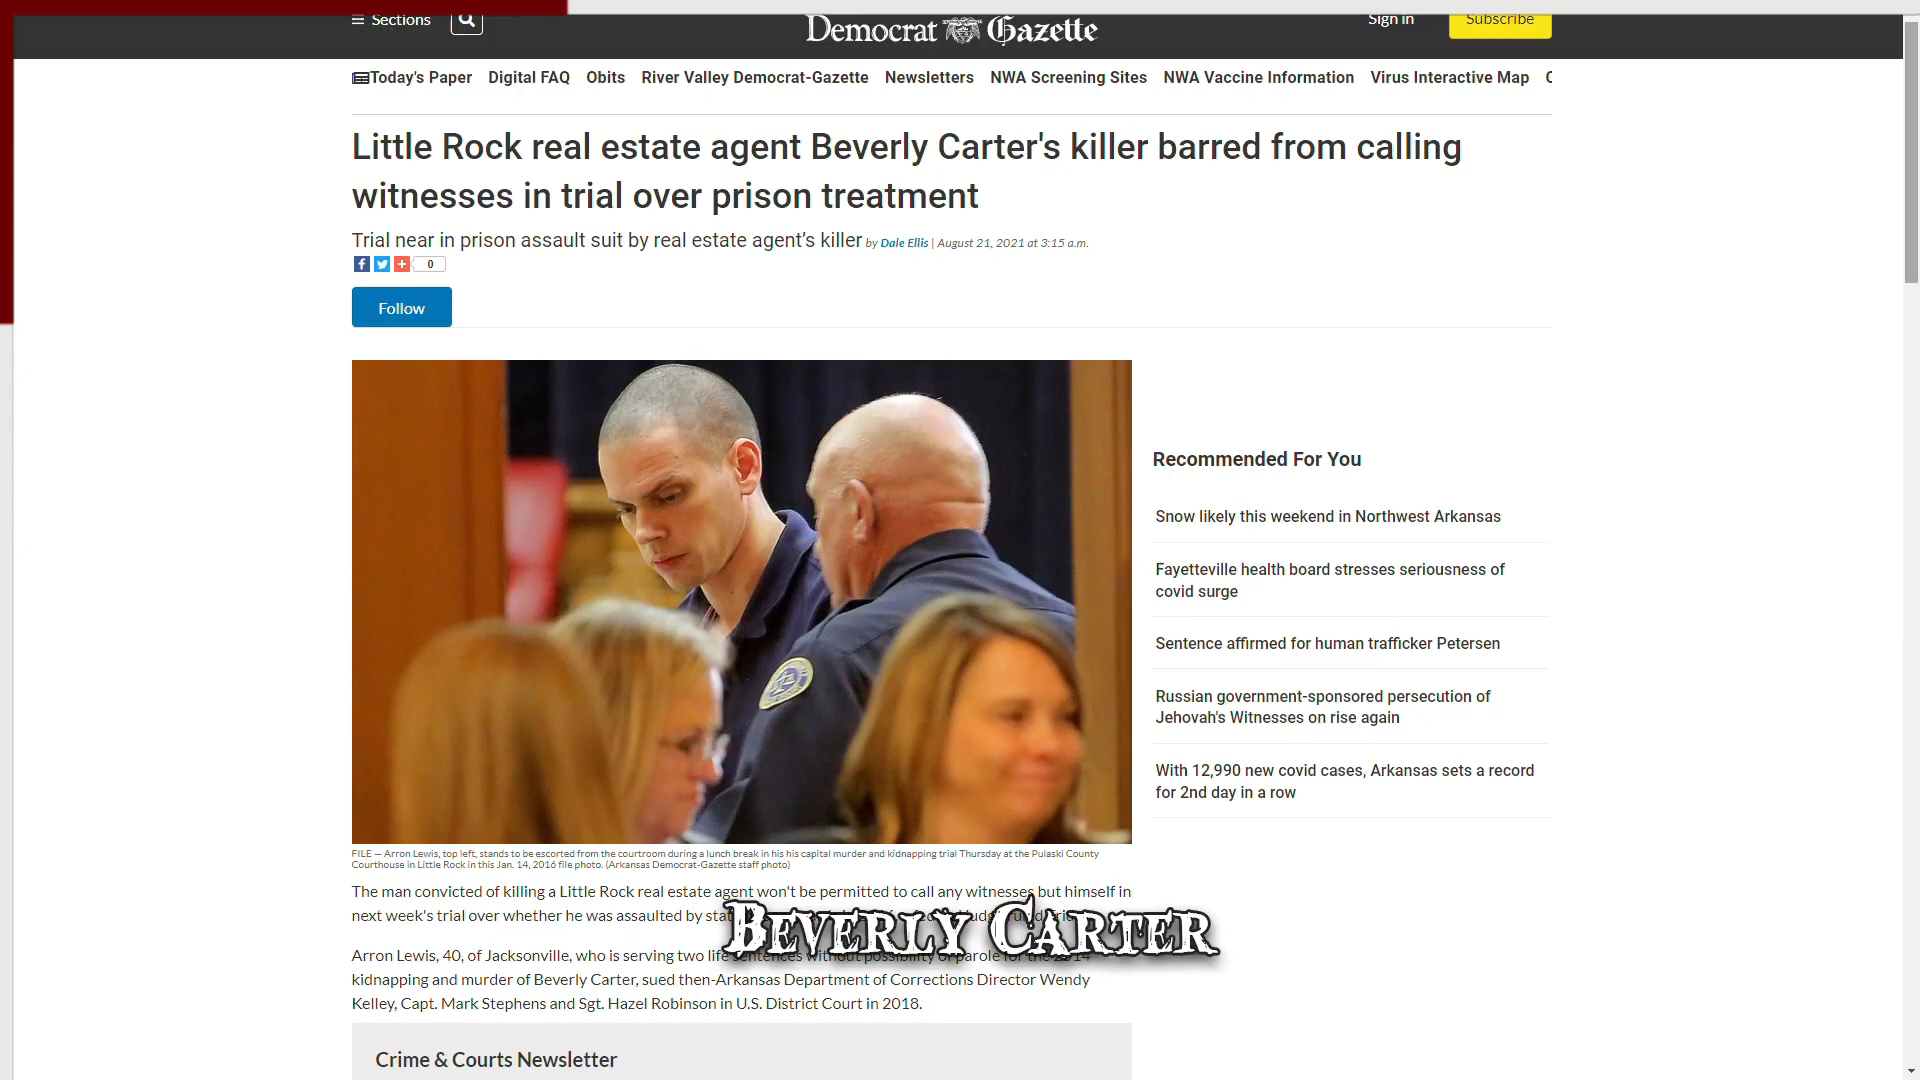 Sections
Democrat Gazette
Sign in
Subscribe
Today's Paper Digital FAQ Obits River Valley Democrat-Gazette Newsletters NWA Screening Sites NWA Vaccine Information Virus Interactive Map
Little Rock real estate agent Beverly Carter's killer barred from calling
witnesses in trial over prison treatment
Trial near in prison assault suit by real estate agent’s killer by Dale Ellis | August 21, 2021 at 3:15 a.m.
0
Follow
Recommended For You
Snow likely this weekend in Northwest Arkansas
Fayetteville health board stresses seriousness of
covid surge
Sentence affirmed for human trafficker Petersen
Russian government-sponsored persecution of
Jehovah's Witnesses on rise again
With 12,990 new covid cases, Arkansas sets a record
for 2nd day in a row
FILE — Arron Lewis, top left, stands to be escorted from the courtroom during a lunch break in his his capital murder and kidnapping trial Thursday at the Pulaski County
Courthouse in Little Rock in this Jan. 14, 2016 file photo. (Arkansas Democrat-Gazette staff photo)
The man convicted of killing a Little Rock real estate agent won't be permitted to call any witnesses but himself in
next week's trial over whether he was assaulted by
Beverly Carter
Arron Lewis, 40, of Jacksonville, who is serving two life sentences without possibility of parole for the 2014
kidnapping and murder of Beverly Carter, sued then-Arkansas Department of Corrections Director Wendy
Kelley, Capt. Mark Stephens and Sgt. Hazel Robinson in U.S. District Court in 2018.
Crime & Courts Newsletter